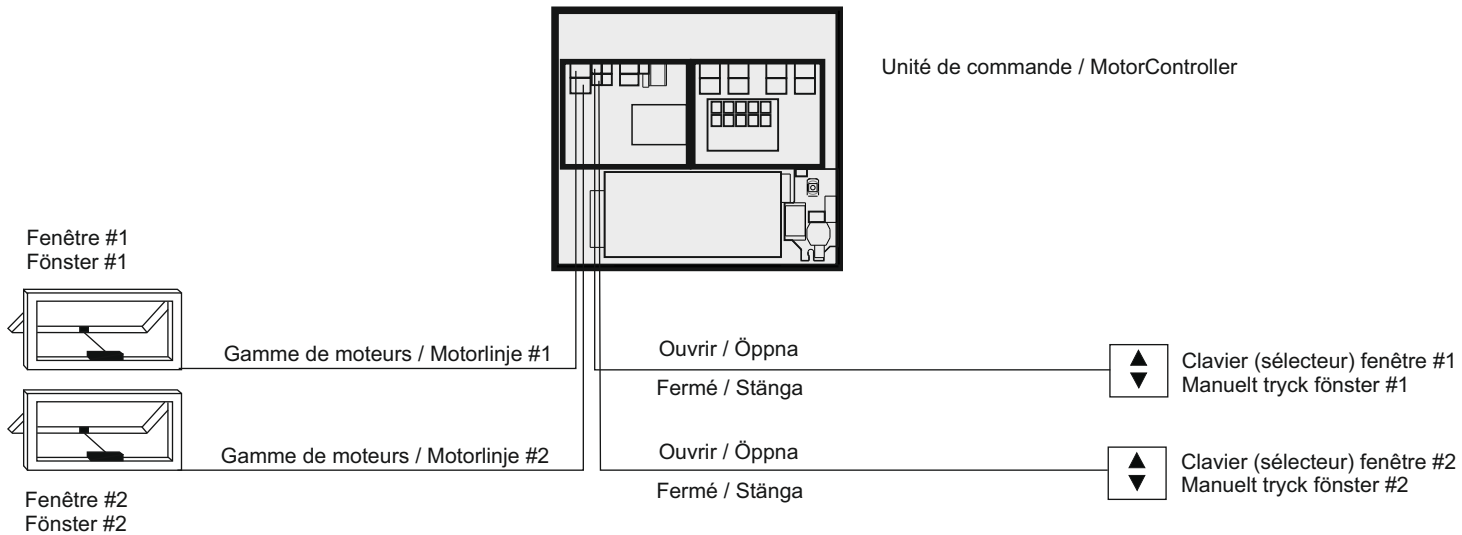 Unité de commande / MotorController
Fenêtre #1
Fönster #1
Gamme de moteurs / Motorlinje #1
Ouvrir / Öppna
Fermé / Stänga
Clavier (sélecteur) fenêtre #1
Manuelt tryck fönster #1
Gamme de moteurs / Motorlinje #2
Ouvrir / Öppna
Fermé / Stänga
Clavier (sélecteur) fenêtre #2
Manuelt tryck fönster #2
Fenêtre #2
Fönster #2